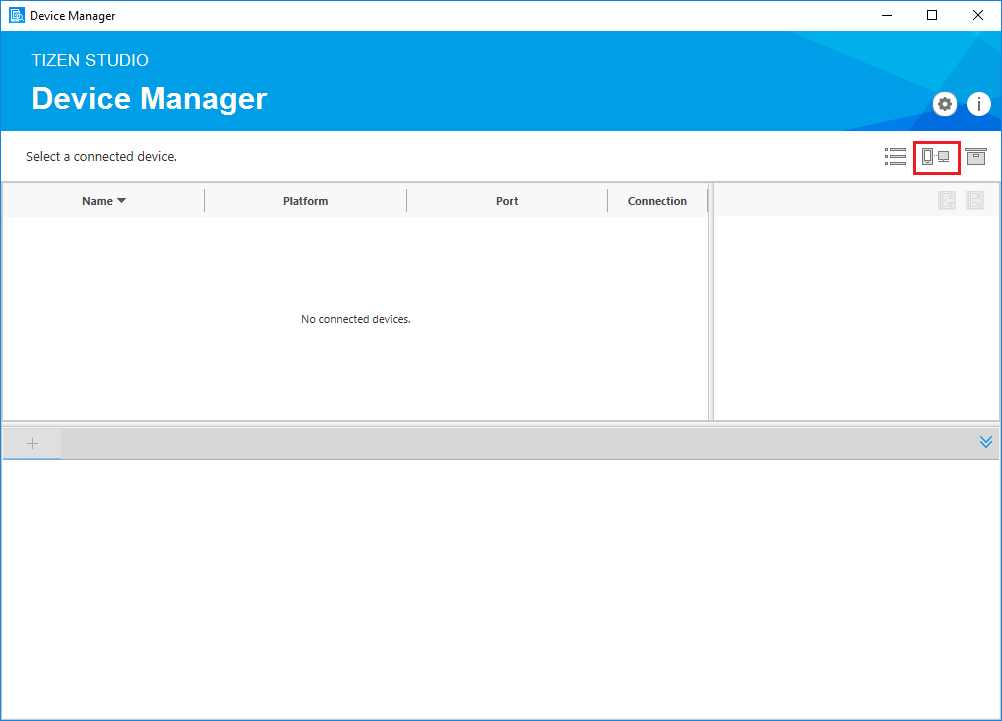 Device Manager
TIZEN STUDIO
Device Manager
i
Select a connected device.
Name Platform Port Connection
No connected devices.